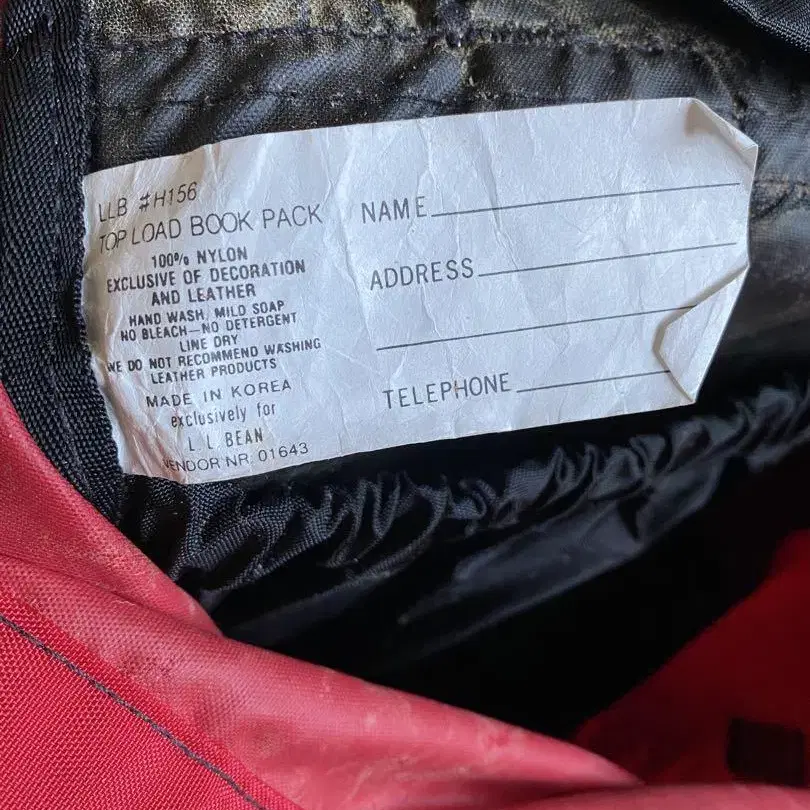 LLB #H156
TOP LOAD BOOK PACK
100% NYLON
EXCLUSIVE OF DECORATION
AND LEATHER
HAND WASH, MILD SOAP
NO BLEACH—NO DETERGENT
LINE DRY
WE DO NOT RECOMMEND WASHING
LEATHER PRODUCTS
MADE IN KOREA
exclusively for
L. L. BEAN
VENDOR NR. 01643
NAME
ADDRESS
TELEPHONE